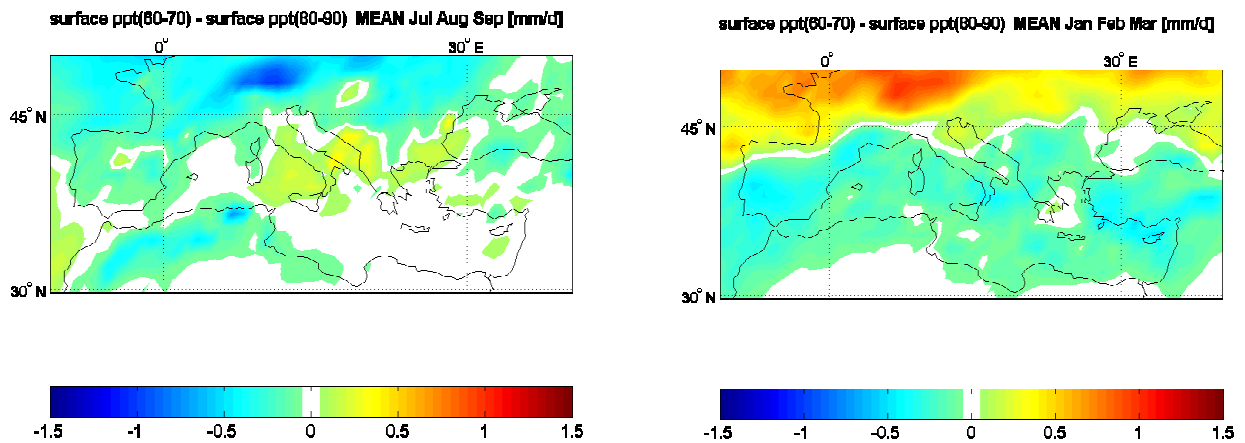 surface ppt(60-70) - surface ppt(80-90) MEAN Jul Aug Sep [mm/d]
0° 30° E
45° N
30° N
-1.5 -1 -0.5 0 0.5 1 1.5
surface ppt(60-70) - surface ppt(80-90) MEAN Jan Feb Mar [mm/d]
0° 30° E
45° N
30° N
-1.5 -1 -0.5 0 0.5 1 1.5